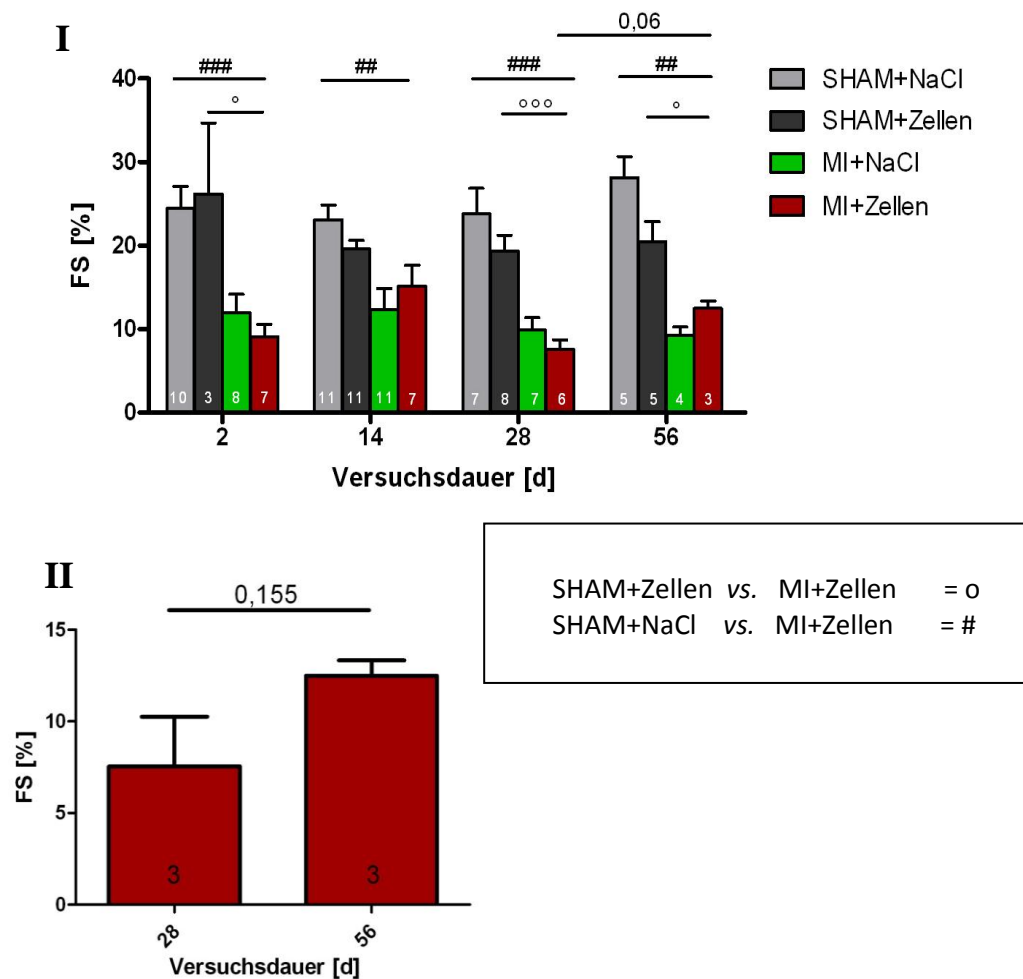 I
0,06
### ## ### ##
° °°° °
40
30
20
10
0
FS [%]
10 3 8 7 11 11 11 7 7 8 7 6 5 5 4 3
2 14 28 56
Versuchsdauer [d]
SHAM+NaCl
SHAM+Zellen
MI+NaCl
MI+Zellen
II
0,155
15
10
5
0
FS [%]
3 3
28 56
Versuchsdauer [d]
SHAM+Zellen vs. MI+Zellen = o
SHAM+NaCl vs. MI+Zellen = #